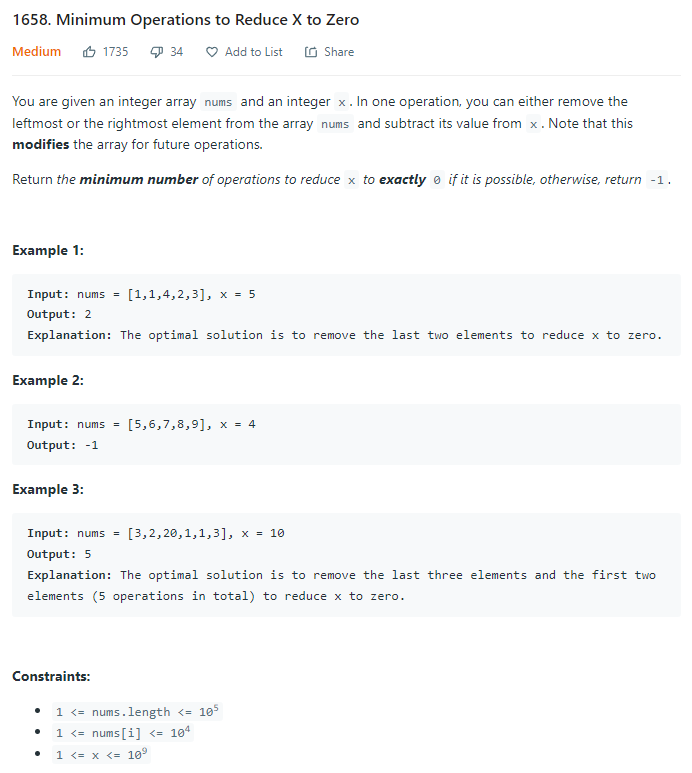 1658. Minimum Operations to Reduce X to Zero
Medium 1735 34 Add to List Share
You are given an integer array nums and an integer x. In one operation, you can either remove the
leftmost or the rightmost element from the array nums and subtract its value from x. Note that this
modifies the array for future operations.
Return the minimum number of operations to reduce x to exactly 0 if it is possible, otherwise, return -1.
Example 1:
Input: nums = [1,1,4,2,3], x = 5
Output: 2
Explanation: The optimal solution is to remove the last two elements to reduce x to zero.
Example 2:
Input: nums = [5,6,7,8,9], x = 4
Output: -1
Example 3:
Input: nums = [3,2,20,1,1,3], x = 10
Output: 5
Explanation: The optimal solution is to remove the last three elements and the first two
elements (5 operations in total) to reduce x to zero.
Constraints:
• 1 <= nums.length <= 10⁵
• 1 <= nums[i] <= 10⁴
• 1 <= x <= 10⁹